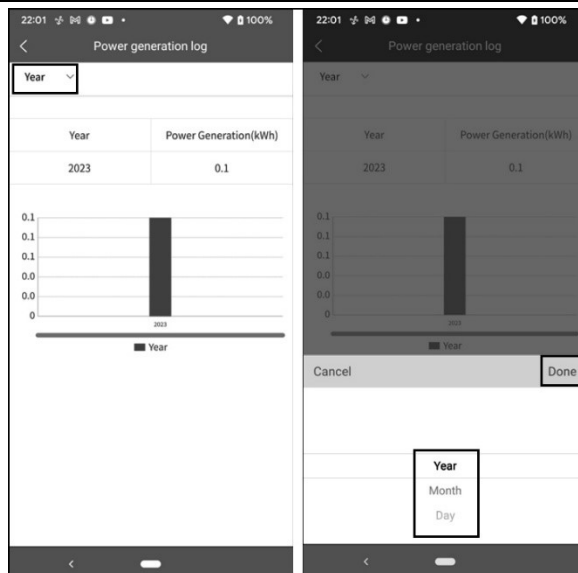 22:01 100%
Power generation log
Year
Year Power Generation(kWh)
2023 0.1
0.1
0.1
0.1
0.0
0.0
0
2023
Year
22:01 100%
Power generation log
Year
Year Power Generation(kWh)
2023 0.1
0.1
0.1
0.1
0.0
0.0
0
2023
Year
Cancel Done
Year
Month
Day